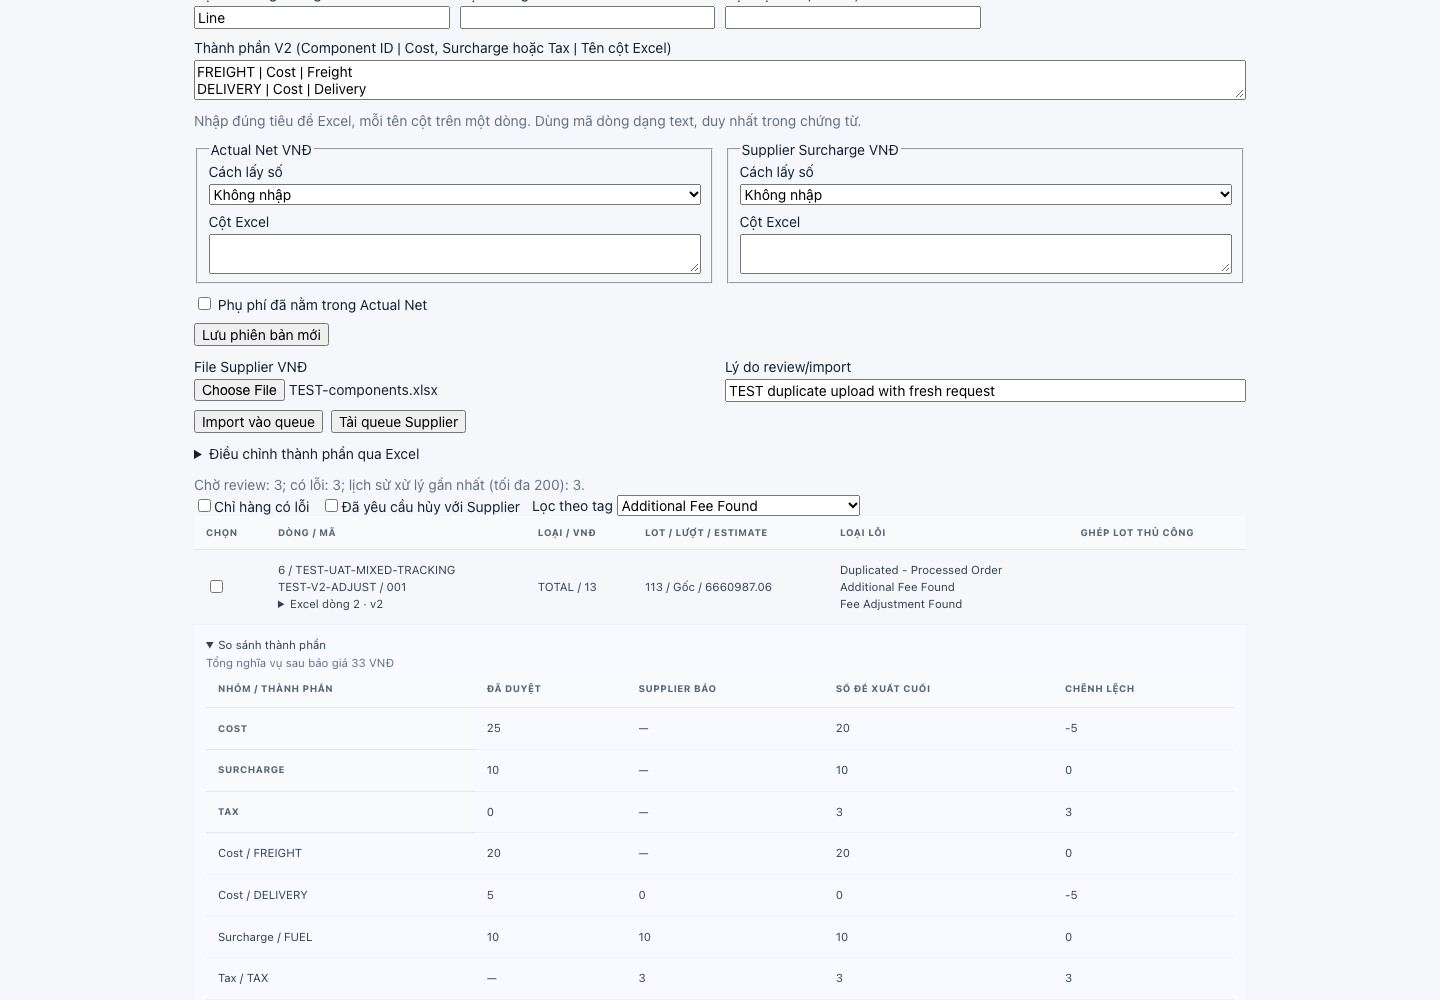 Line
Thành phần V2 (Component ID | Cost, Surcharge hoặc Tax | Tên cột Excel)
FREIGHT | Cost | Freight
DELIVERY | Cost | Delivery
Nhập đúng tiêu đề Excel, mỗi tên cột trên một dòng. Dùng mã dòng dạng text, duy nhất trong chứng từ.
Actual Net VNĐ
Supplier Surcharge VNĐ
Cách lấy số
Cách lấy số
Không nhập
Không nhập
Cột Excel
Cột Excel
Phụ phí đã nằm trong Actual Net
Lưu phiên bản mới
File Supplier VNĐ
Lý do review/import
Choose File TEST-components.xlsx
TEST duplicate upload with fresh request
Import vào queue
Tải queue Supplier
Điều chỉnh thành phần qua Excel
Chờ review: 3; có lỗi: 3; lịch sử xử lý gần nhất (tối đa 200): 3.
Chỉ hàng có lỗi
Đã yêu cầu hủy với Supplier
Lọc theo tag
Additional Fee Found
CHỌN
DÒNG / MÃ
LOẠI / VNĐ
LOT / LƯỢT / ESTIMATE
LOẠI LỖI
GHÉP LOT THỦ CÔNG
6 / TEST-UAT-MIXED-TRACKING
TEST-V2-ADJUST / 001
Excel dòng 2 · v2
TOTAL / 13
113 / Gốc / 6660987.06
Duplicated - Processed Order
Additional Fee Found
Fee Adjustment Found
So sánh thành phần
Tổng nghĩa vụ sau báo giá 33 VNĐ
NHÓM / THÀNH PHẦN
ĐÃ DUYỆT
SUPPLIER BÁO
SỐ ĐỀ XUẤT CUỐI
CHÊNH LỆCH
COST 25 — 20 -5
SURCHARGE 10 — 10 0
TAX 0 — 3 3
Cost / FREIGHT 20 — 20 0
Cost / DELIVERY 5 0 0 -5
Surcharge / FUEL 10 10 10 0
Tax / TAX — 3 3 3